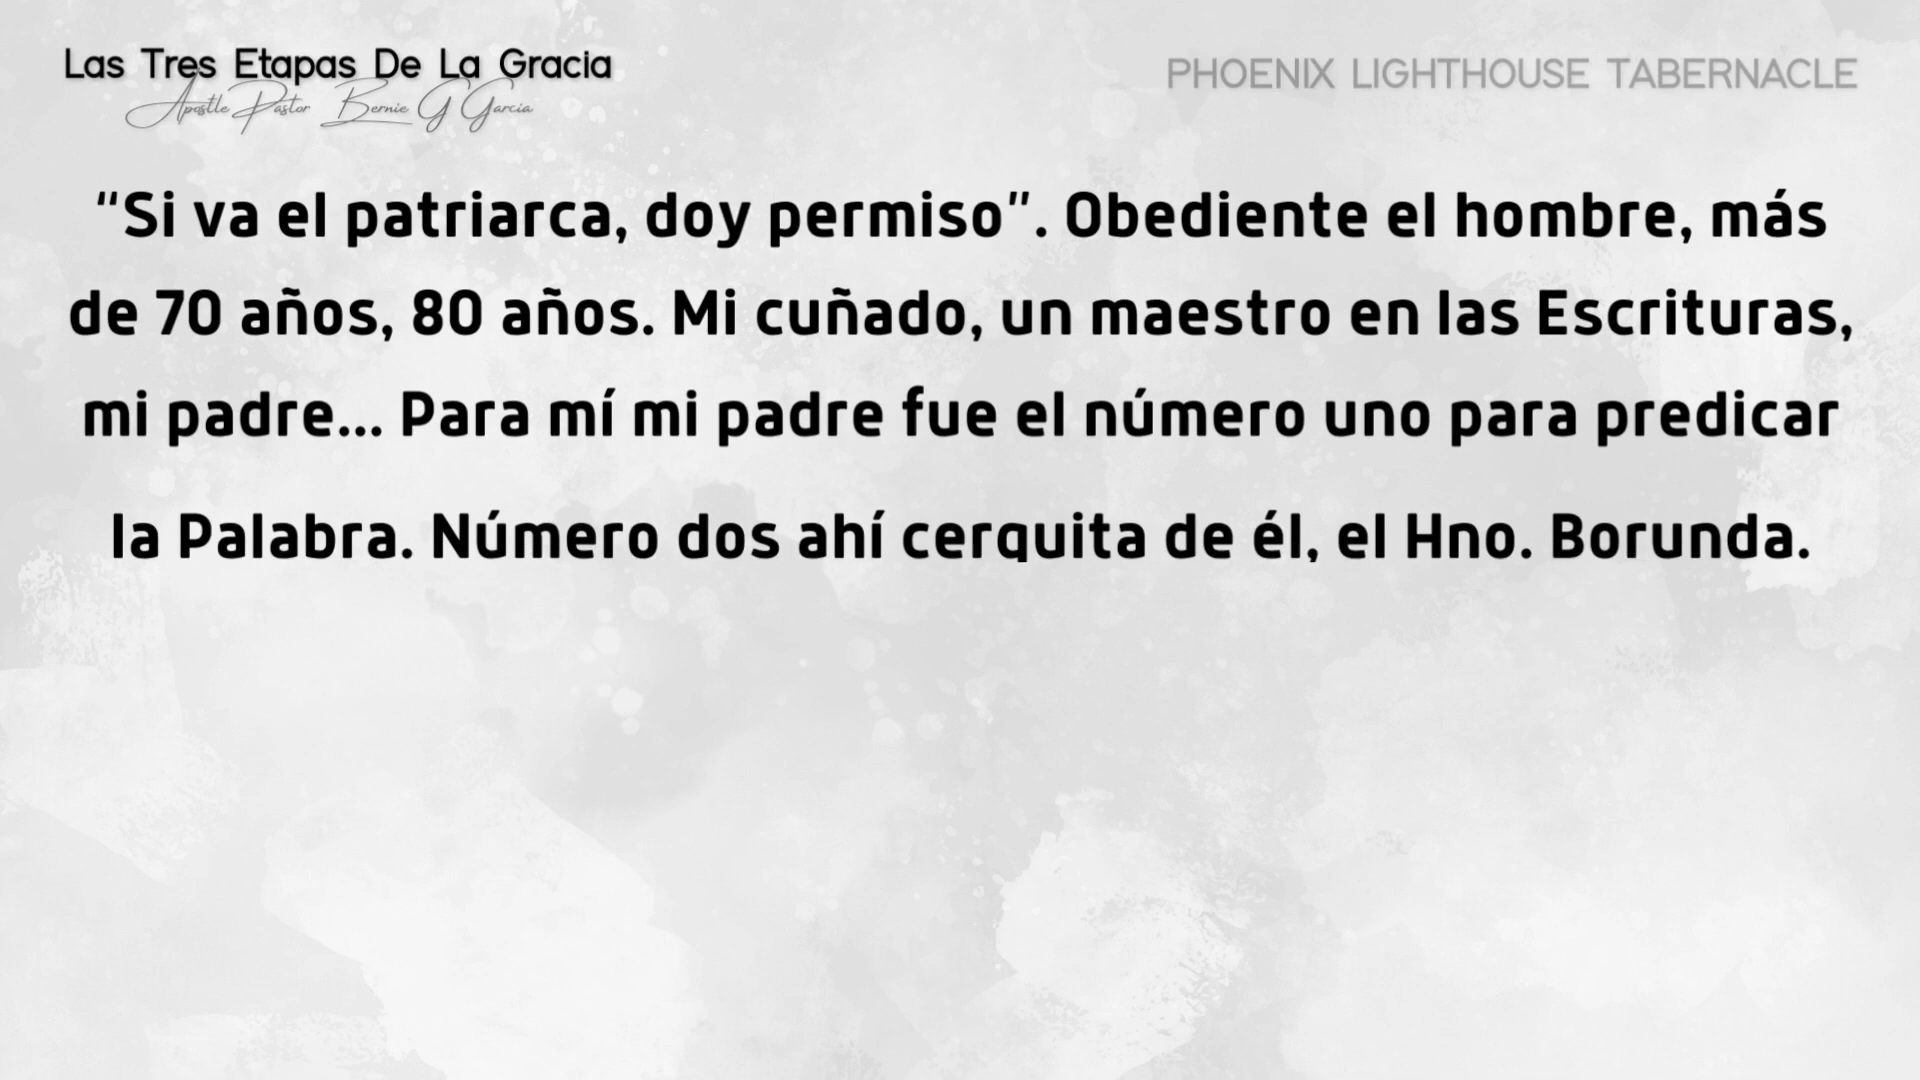 Las Tres Etapas De La Gracia
Apostle Pastor Bernie G Garcia
PHOENIX LIGHTHOUSE TABERNACLE
"Si va el patriarca, doy permiso". Obediente el hombre, más
de 70 años, 80 años. Mi cuñado, un maestro en las Escrituras,
mi padre... Para mí mi padre fue el número uno para predicar
la Palabra. Número dos ahí cerquita de él, el Hno. Borunda.